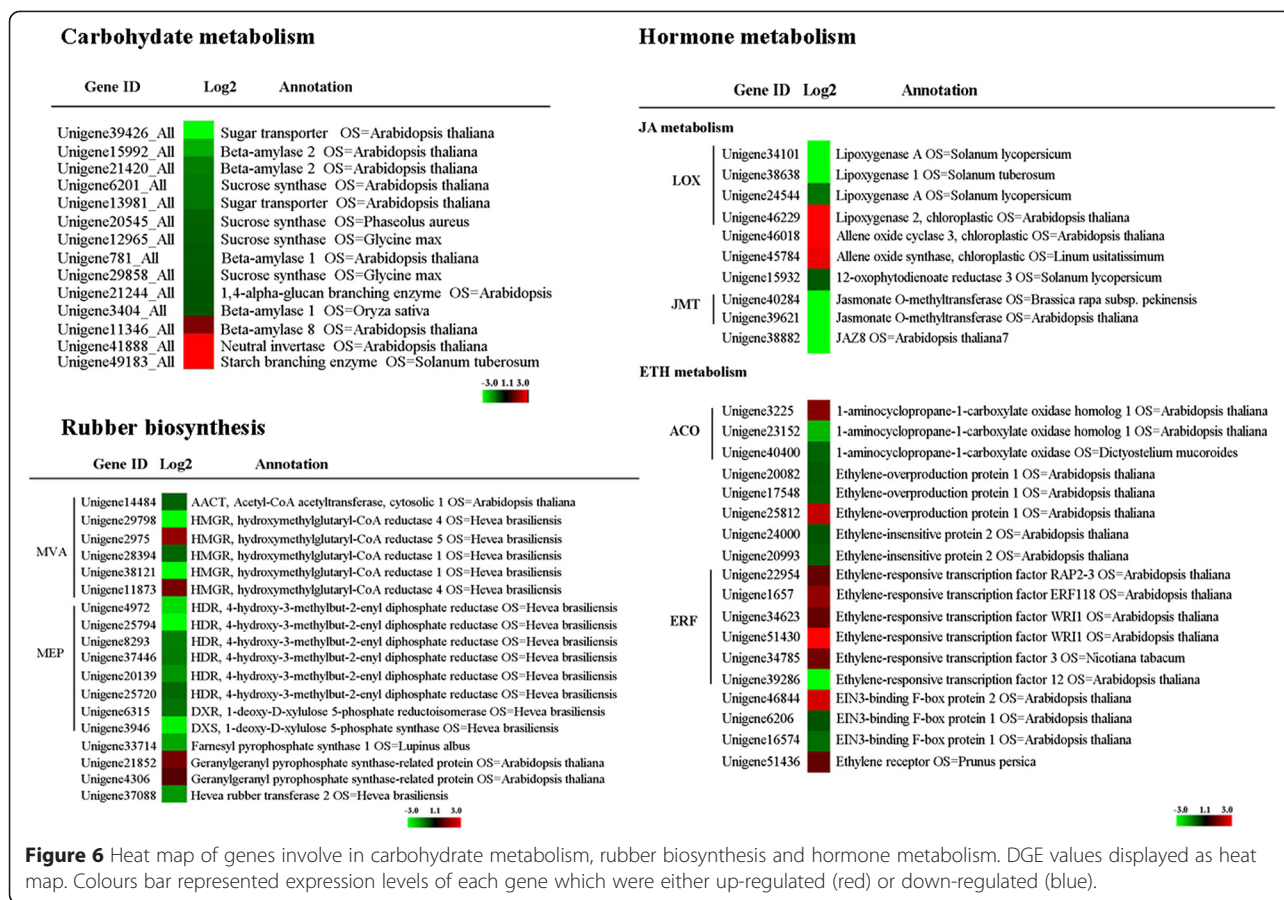 Carbohydate metabolism
Gene ID Log2 Annotation
Unigene39426_All Sugar transporter OS=Arabidopsis thaliana
Unigene15992_All Beta-amylase 2 OS=Arabidopsis thaliana
Unigene21420_All Beta-amylase 2 OS=Arabidopsis thaliana
Unigene6201_All Sucrose synthase OS=Arabidopsis thaliana
Unigene13981_All Sugar transporter OS=Arabidopsis thaliana
Unigene20545_All Sucrose synthase OS=Phaseolus aureus
Unigene12965_All Sucrose synthase OS=Glycine max
Unigene781_All Beta-amylase 1 OS=Arabidopsis thaliana
Unigene29858_All Sucrose synthase OS=Glycine max
Unigene21244_All 1,4-alpha-glucan branching enzyme OS=Arabidopsis
Unigene3404_All Beta-amylase 1 OS=Oryza sativa
Unigene11346_All Beta-amylase 8 OS=Arabidopsis thaliana
Unigene41888_All Neutral invertase OS=Arabidopsis thaliana
Unigene49183_All Starch branching enzyme OS=Solanum tuberosum
-3.0 1.1 3.0
Rubber biosynthesis
Gene ID Log2 Annotation
MVA
Unigene14484 AACT, Acetyl-CoA acetyltransferase, cytosolic 1 OS=Arabidopsis thaliana
Unigene29798 HMGR, hydroxymethylglutaryl-CoA reductase 4 OS=Hevea brasiliensis
Unigene2975 HMGR, hydroxymethylglutaryl-CoA reductase 5 OS=Hevea brasiliensis
Unigene28394 HMGR, hydroxymethylglutaryl-CoA reductase 1 OS=Hevea brasiliensis
Unigene38121 HMGR, hydroxymethylglutaryl-CoA reductase 1 OS=Hevea brasiliensis
Unigene11873 HMGR, hydroxymethylglutaryl-CoA reductase 4 OS=Hevea brasiliensis
MEP
Unigene4972 HDR, 4-hydroxy-3-methylbut-2-enyl diphosphate reductase OS=Hevea brasiliensis
Unigene25794 HDR, 4-hydroxy-3-methylbut-2-enyl diphosphate reductase OS=Hevea brasiliensis
Unigene8293 HDR, 4-hydroxy-3-methylbut-2-enyl diphosphate reductase OS=Hevea brasiliensis
Unigene37446 HDR, 4-hydroxy-3-methylbut-2-enyl diphosphate reductase OS=Hevea brasiliensis
Unigene20139 HDR, 4-hydroxy-3-methylbut-2-enyl diphosphate reductase OS=Hevea brasiliensis
Unigene25720 HDR, 4-hydroxy-3-methylbut-2-enyl diphosphate reductase OS=Hevea brasiliensis
Unigene6315 DXR, 1-deoxy-D-xylulose 5-phosphate reductoisomerase OS=Hevea brasiliensis
Unigene3946 DXS, 1-deoxy-D-xylulose 5-phosphate synthase OS=Hevea brasiliensis
Unigene33714 Farnesyl pyrophosphate synthase 1 OS=Lupinus albus
Unigene21852 Geranylgeranyl pyrophosphate synthase-related protein OS=Arabidopsis thaliana
Unigene4306 Geranylgeranyl pyrophosphate synthase-related protein OS=Arabidopsis thaliana
Unigene37088 Hevea rubber transferase 2 OS=Hevea brasiliensis
-3.0 1.1 3.0
Hormone metabolism
Gene ID Log2 Annotation
JA metabolism
LOX
Unigene34101 Lipoxygenase A OS=Solanum lycopersicum
Unigene38638 Lipoxygenase 1 OS=Solanum tuberosum
Unigene24544 Lipoxygenase A OS=Solanum lycopersicum
Unigene46229 Lipoxygenase 2, chloroplastic OS=Arabidopsis thaliana
Unigene46018 Allene oxide cyclase 3, chloroplastic OS=Arabidopsis thaliana
Unigene45784 Allene oxide synthase, chloroplastic OS=Linum usitatissimum
Unigene15932 12-oxophytodienoate reductase 3 OS=Solanum lycopersicum
JMT
Unigene40284 Jasmonate O-methyltransferase OS=Brassica rapa subsp. pekinensis
Unigene39621 Jasmonate O-methyltransferase OS=Arabidopsis thaliana
Unigene38882 JAZ8 OS=Arabidopsis thaliana7
ETH metabolism
ACO
Unigene3225 1-aminocyclopropane-1-carboxylate oxidase homolog 1 OS=Arabidopsis thaliana
Unigene23152 1-aminocyclopropane-1-carboxylate oxidase homolog 1 OS=Arabidopsis thaliana
Unigene40400 1-aminocyclopropane-1-carboxylate oxidase OS=Dictyostelium mucoroides
Unigene20082 Ethylene-overproduction protein 1 OS=Arabidopsis thaliana
Unigene17548 Ethylene-overproduction protein 1 OS=Arabidopsis thaliana
Unigene25812 Ethylene-overproduction protein 1 OS=Arabidopsis thaliana
Unigene24000 Ethylene-insensitive protein 2 OS=Arabidopsis thaliana
Unigene20993 Ethylene-insensitive protein 2 OS=Arabidopsis thaliana
ERF
Unigene22954 Ethylene-responsive transcription factor RAP2-3 OS=Arabidopsis thaliana
Unigene1657 Ethylene-responsive transcription factor ERF118 OS=Arabidopsis thaliana
Unigene34623 Ethylene-responsive transcription factor WRI1 OS=Arabidopsis thaliana
Unigene51430 Ethylene-responsive transcription factor WRI1 OS=Arabidopsis thaliana
Unigene34785 Ethylene-responsive transcription factor 3 OS=Nicotiana tabacum
Unigene39286 Ethylene-responsive transcription factor 12 OS=Arabidopsis thaliana
Unigene46844 EIN3-binding F-box protein 2 OS=Arabidopsis thaliana
Unigene6206 EIN3-binding F-box protein 1 OS=Arabidopsis thaliana
Unigene16574 EIN3-binding F-box protein 1 OS=Arabidopsis thaliana
Unigene51436 Ethylene receptor OS=Prunus persica
-3.0 1.1 3.0
Figure 6 Heat map of genes involve in carbohydrate metabolism, rubber biosynthesis and hormone metabolism. DGE values displayed as heat
map. Colours bar represented expression levels of each gene which were either up-regulated (red) or down-regulated (blue).